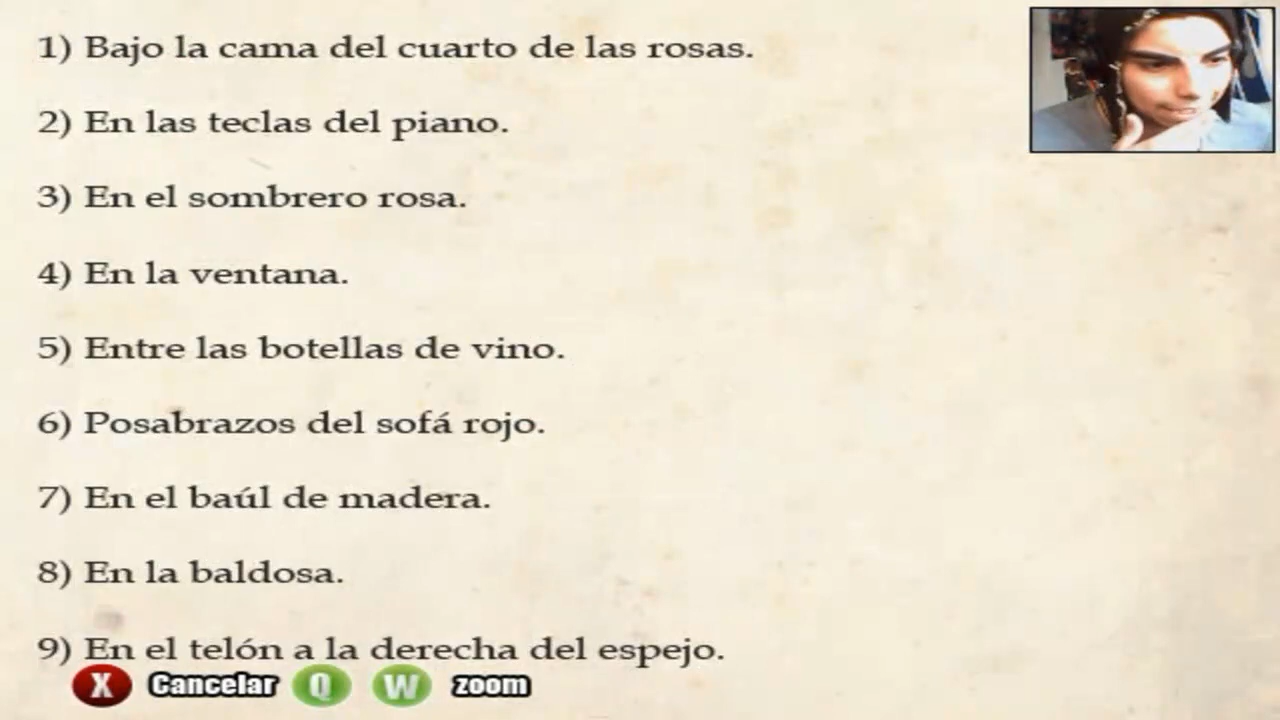 1) Bajo la cama del cuarto de las rosas.
2) En las teclas del piano.
3) En el sombrero rosa.
4) En la ventana.
5) Entre las botellas de vino.
6) Posabrazos del sofá rojo.
7) En el baúl de madera.
8) En la baldosa.
9) En el telón a la derecha del espejo.
X Cancelar Q W zoom